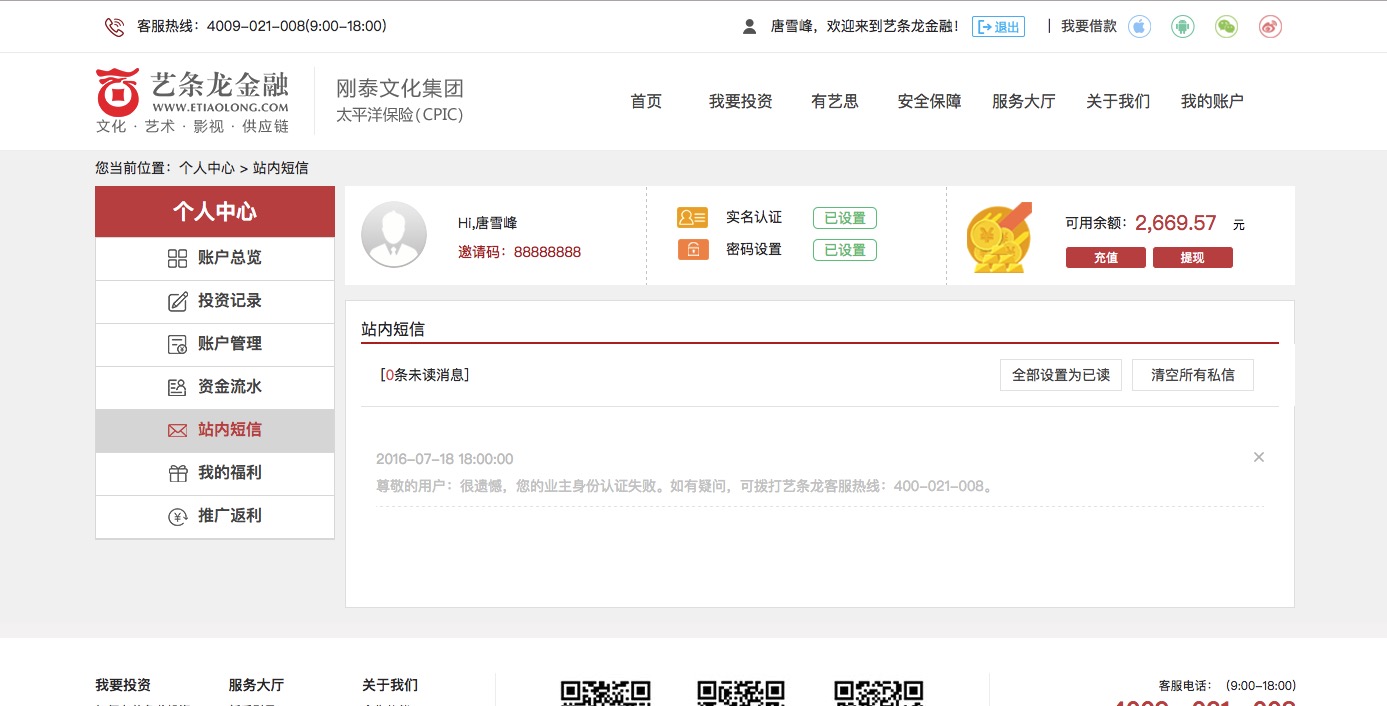 客服热线：4009-021-008(9:00-18:00)
唐雪峰，欢迎来到艺条龙金融！ 退出 | 我要借款
艺条龙金融
WWW.ETIAOLONG.COM
文化 · 艺术 · 影视 · 供应链
刚泰文化集团
太平洋保险(CPIC)
首页 我要投资 有艺思 安全保障 服务大厅 关于我们 我的账户
您当前位置：个人中心 > 站内短信
个人中心
账户总览
投资记录
账户管理
资金流水
站内短信
我的福利
推广返利
Hi,唐雪峰
邀请码：88888888
实名认证 已设置
密码设置 已设置
可用余额：2,669.57 元
充值 提现
站内短信
[0条未读消息]
全部设置为已读 清空所有私信
2016-07-18 18:00:00
尊敬的用户：很遗憾，您的业主身份认证失败。如有疑问，可拨打艺条龙客服热线：400-021-008。
我要投资 服务大厅 关于我们
客服电话： (9:00-18:00)